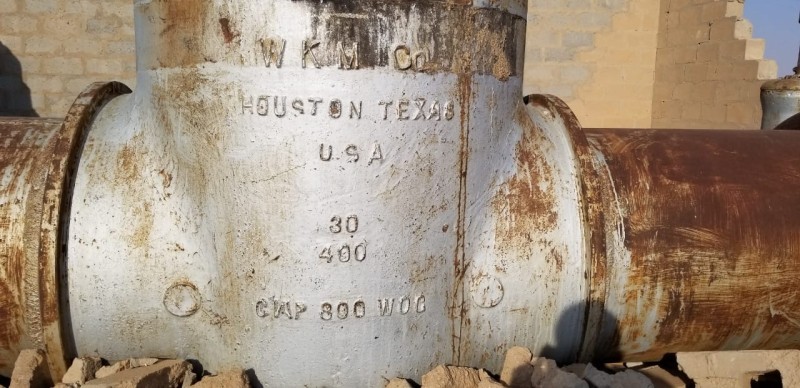 W K M Co
HOUSTON TEXAS
U.S.A
30
400
CWP 800 WOG